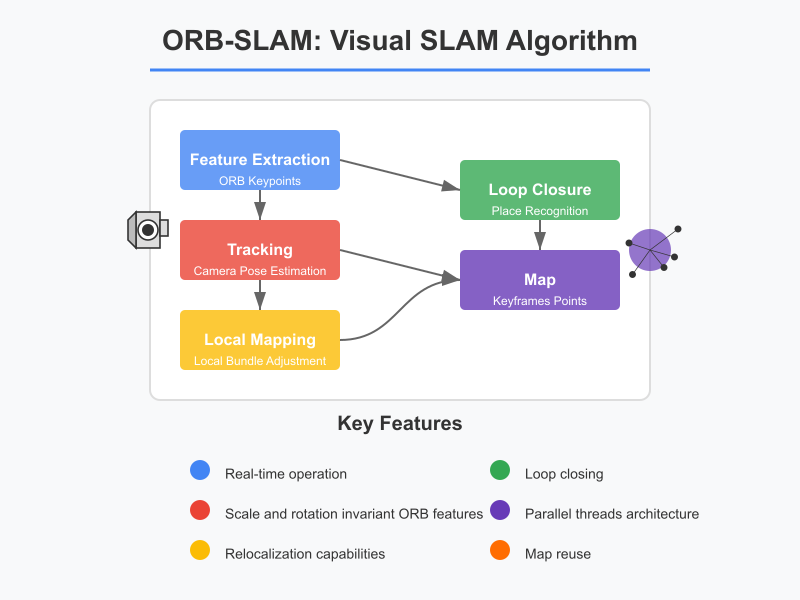 ORB-SLAM: Visual SLAM Algorithm
Feature Extraction
ORB Keypoints
Loop Closure
Place Recognition
Tracking
Camera Pose Estimation
Map
Keyframes Points
Local Mapping
Local Bundle Adjustment
Key Features
Real-time operation
Loop closing
Scale and rotation invariant ORB features
Parallel threads architecture
Relocalization capabilities
Map reuse